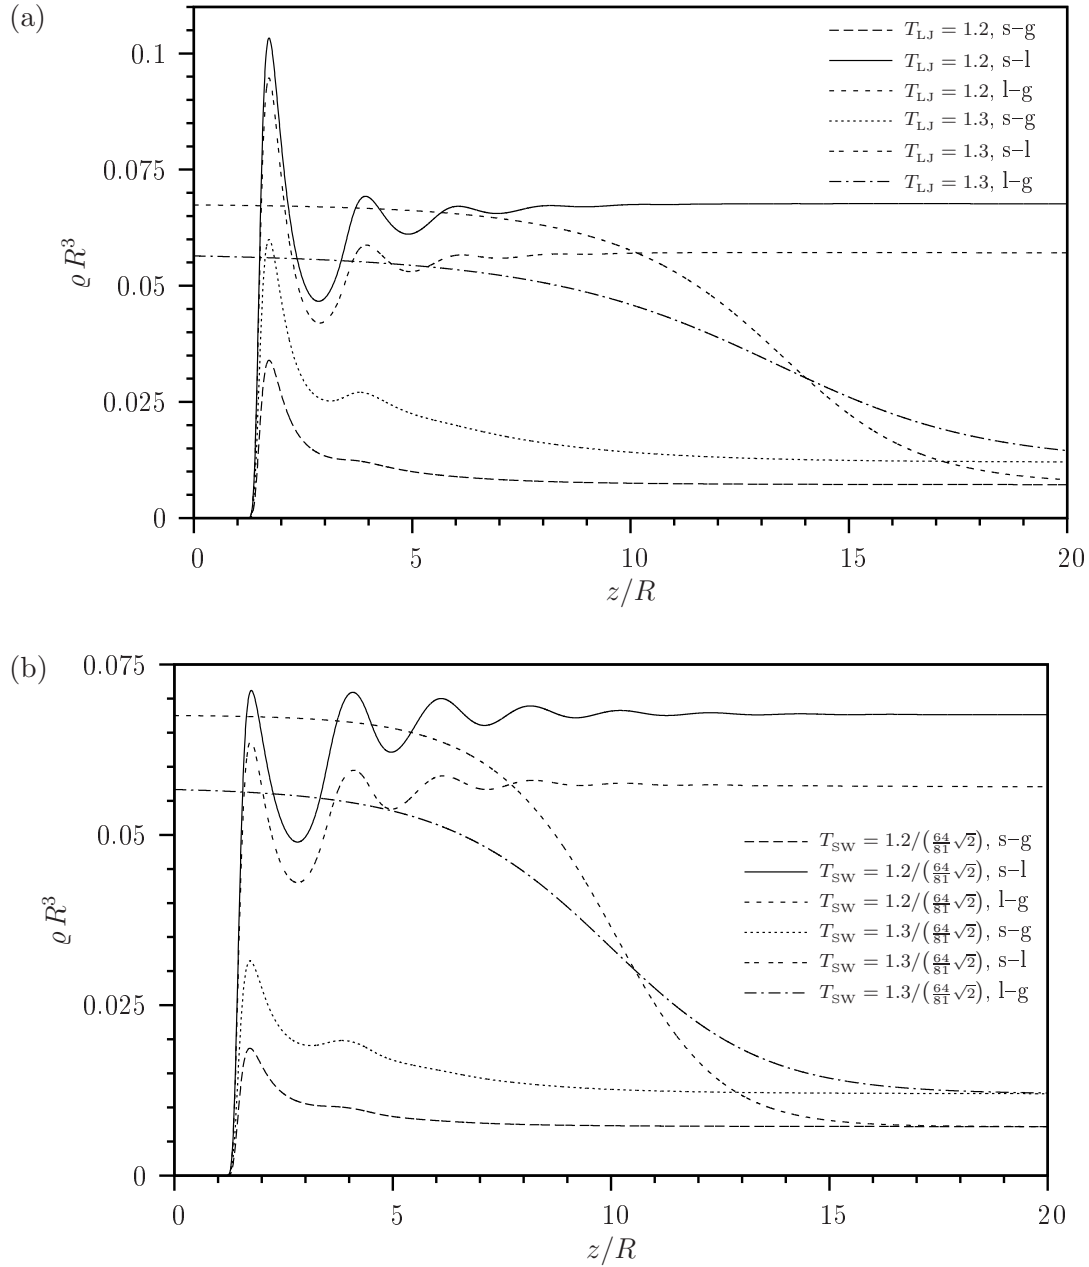 (a)
0.1
0.075
0.05
0.025
0
ϱ R³
T_LJ = 1.2, s–g
T_LJ = 1.2, s–l
T_LJ = 1.2, l–g
T_LJ = 1.3, s–g
T_LJ = 1.3, s–l
T_LJ = 1.3, l–g
0 5 10 15 20
z/R
(b)
0.075
0.05
0.025
0
ϱ R³
T_SW = 1.2/(64/81 √2), s–g
T_SW = 1.2/(64/81 √2), s–l
T_SW = 1.2/(64/81 √2), l–g
T_SW = 1.3/(64/81 √2), s–g
T_SW = 1.3/(64/81 √2), s–l
T_SW = 1.3/(64/81 √2), l–g
0 5 10 15 20
z/R